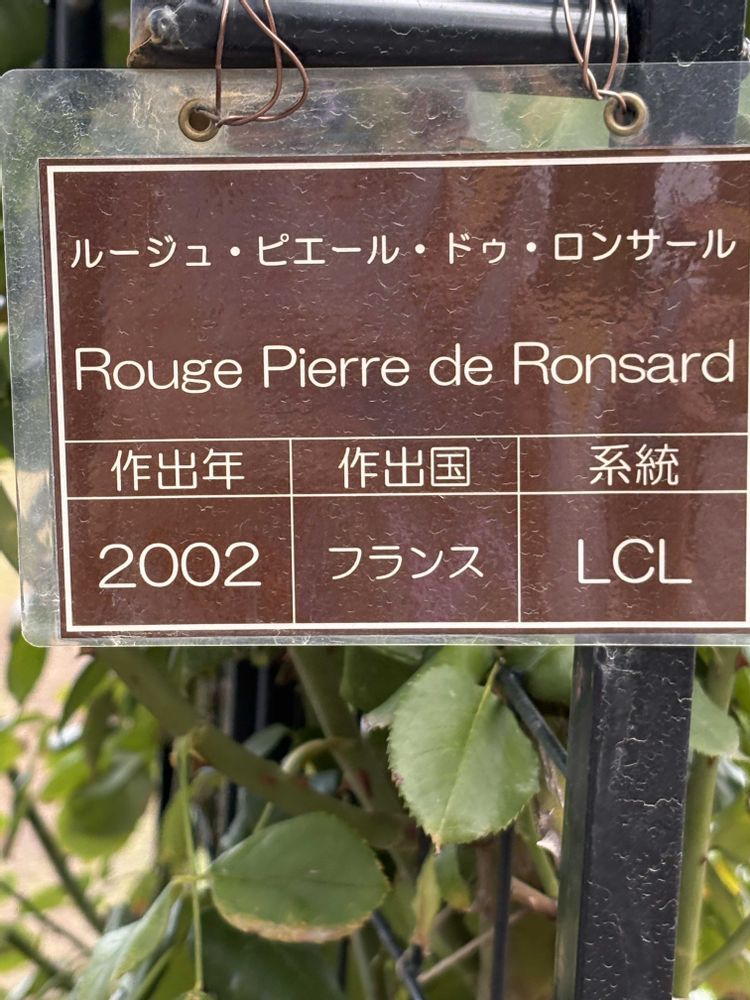 ルージュ・ピエール・ドゥ・ロンサール
Rouge Pierre de Ronsard
作出年 作出国 系統
2002 フランス LCL